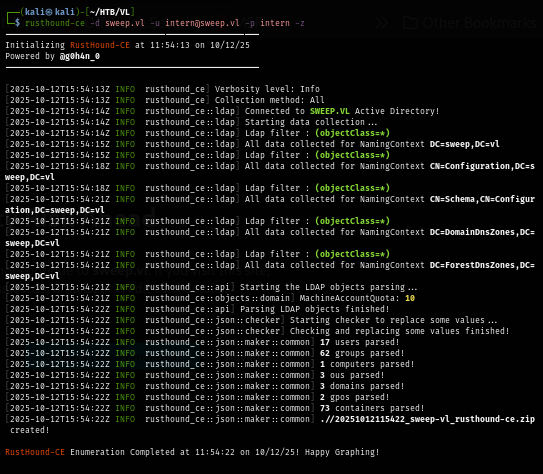 (kali㉿kali)-[~/HTB/VL]
$ rusthound-ce -d sweep.vl -u intern@sweep.vl -p intern -z
Other Bookmarks
Initializing RustHound-CE at 11:54:13 on 10/12/25
Powered by @g0h4n_0
[2025-10-12T15:54:13Z INFO  rusthound_ce] Verbosity level: Info
[2025-10-12T15:54:13Z INFO  rusthound_ce] Collection method: All
[2025-10-12T15:54:14Z INFO  rusthound_ce::ldap] Connected to SWEEP.VL Active Directory!
[2025-10-12T15:54:14Z INFO  rusthound_ce::ldap] Starting data collection...
[2025-10-12T15:54:14Z INFO  rusthound_ce::ldap] Ldap filter : (objectClass=*)
[2025-10-12T15:54:15Z INFO  rusthound_ce::ldap] All data collected for NamingContext DC=sweep,DC=vl
[2025-10-12T15:54:15Z INFO  rusthound_ce::ldap] Ldap filter : (objectClass=*)
[2025-10-12T15:54:18Z INFO  rusthound_ce::ldap] All data collected for NamingContext CN=Configuration,DC=s
weep,DC=vl
[2025-10-12T15:54:18Z INFO  rusthound_ce::ldap] Ldap filter : (objectClass=*)
[2025-10-12T15:54:21Z INFO  rusthound_ce::ldap] All data collected for NamingContext CN=Schema,CN=Configur
ation,DC=sweep,DC=vl
[2025-10-12T15:54:21Z INFO  rusthound_ce::ldap] Ldap filter : (objectClass=*)
[2025-10-12T15:54:21Z INFO  rusthound_ce::ldap] All data collected for NamingContext DC=DomainDnsZones,DC=
sweep,DC=vl
[2025-10-12T15:54:21Z INFO  rusthound_ce::ldap] Ldap filter : (objectClass=*)
[2025-10-12T15:54:22Z INFO  rusthound_ce::ldap] All data collected for NamingContext DC=ForestDnsZones,DC=
sweep,DC=vl
[2025-10-12T15:54:22Z INFO  rusthound_ce::api] Starting the LDAP objects parsing...
[2025-10-12T15:54:22Z INFO  rusthound_ce::objects::domain] MachineAccountQuota: 10
[2025-10-12T15:54:22Z INFO  rusthound_ce::api] Parsing LDAP objects finished!
[2025-10-12T15:54:22Z INFO  rusthound_ce::json::checker] Starting checker to replace some values...
[2025-10-12T15:54:22Z INFO  rusthound_ce::json::checker] Checking and replacing some values finished!
[2025-10-12T15:54:22Z INFO  rusthound_ce::json::maker::common] 17 users parsed!
[2025-10-12T15:54:22Z INFO  rusthound_ce::json::maker::common] 62 groups parsed!
[2025-10-12T15:54:22Z INFO  rusthound_ce::json::maker::common] 1 computers parsed!
[2025-10-12T15:54:22Z INFO  rusthound_ce::json::maker::common] 3 ous parsed!
[2025-10-12T15:54:22Z INFO  rusthound_ce::json::maker::common] 3 domains parsed!
[2025-10-12T15:54:22Z INFO  rusthound_ce::json::maker::common] 2 gpos parsed!
[2025-10-12T15:54:22Z INFO  rusthound_ce::json::maker::common] 73 containers parsed!
[2025-10-12T15:54:22Z INFO  rusthound_ce::json::maker::common] .//20251012115422_sweep-vl_rusthound-ce.zip
created!
RustHound-CE Enumeration Completed at 11:54:22 on 10/12/25! Happy Graphing!